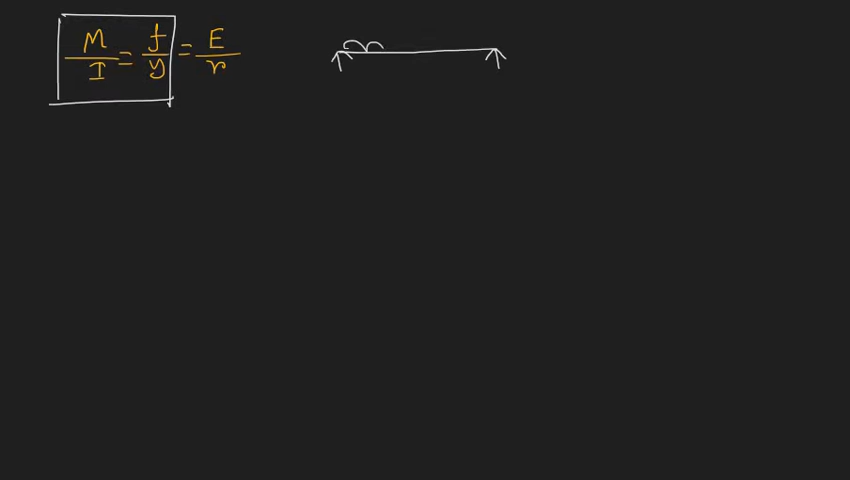 M/I = f/y = E/r